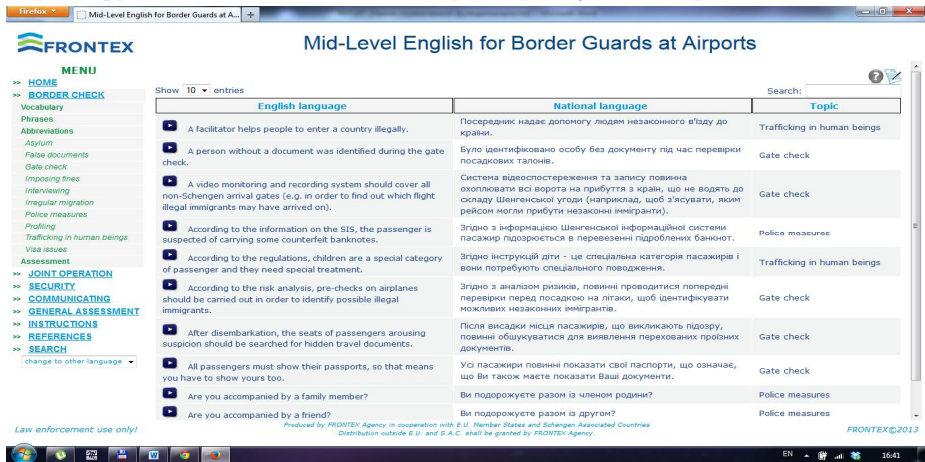 Firefox
Mid-Level English for Border Guards at A...
FRONTEX
Mid-Level English for Border Guards at Airports
MENU
HOME
BORDER CHECK
Vocabulary
Phrases
Abbreviations
Asylum
False documents
Gate check
Imposing fines
Interviewing
Irregular migration
Police measures
Profiling
Trafficking in human beings
Visa issues
Assessment
JOINT OPERATION
SECURITY
COMMUNICATING
GENERAL ASSESSMENT
INSTRUCTIONS
REFERENCES
SEARCH
change to other language
Show 10 entries
Search:
English language
National language
Topic
A facilitator helps people to enter a country illegally.
Посередник надає допомогу людям незаконного в'їзду до
країни.
Trafficking in human beings
A person without a document was identified during the gate
check.
Було ідентифіковано особу без документу під час перевірки
посадкових талонів.
Gate check
A video monitoring and recording system should cover all
non-Schengen arrival gates (e.g. in order to find out which flight
illegal immigrants may have arrived on).
Система відеоспостереження та запису повинна
охоплювати всі ворота на прибуття з країн, що не водять до
складу Шенгенської угоди (наприклад, щоб з'ясувати, яким
рейсом могли прибути незаконні іммігранти).
Gate check
According to the information on the SIS, the passenger is
suspected of carrying some counterfeit banknotes.
Згідно з інформацією Шенгенської інформаційної системи
пасажир підозрюється в перевезенні підроблених банкнот.
Police measures
According to the regulations, children are a special category
of passenger and they need special treatment.
Згідно інструкцій діти - це спеціальна категорія пасажирів і
вони потребують спеціального поводження.
Trafficking in human beings
According to the risk analysis, pre-checks on airplanes
should be carried out in order to identify possible illegal
immigrants.
Згідно з аналізом ризиків, повинні проводитися попередні
перевірки перед посадкою на літаки, щоб ідентифікувати
можливих незаконних іммігрантів.
Gate check
After disembarkation, the seats of passengers arousing
suspicion should be searched for hidden travel documents.
Після висадки місця пасажирів, що викликають підозру,
повинні обшукуватися для виявлення перехованих проїзних
документів.
Gate check
All passengers must show their passports, so that means
you have to show yours too.
Усі пасажири повинні показати свої паспорти, що означає,
що Ви також маєте показати Ваші документи.
Gate check
Are you accompanied by a family member?
Ви подорожуєте разом із членом родини?
Police measures
Are you accompanied by a friend?
Ви подорожуєте разом із другом?
Police measures
Law enforcement use only!
Produced by FRONTEX Agency in cooperation with E.U. Member States and Schengen Associated Countries
Distribution outside E.U. and S.A.C. shall be granted by FRONTEX Agency.
FRONTEX©2013
EN
16:41